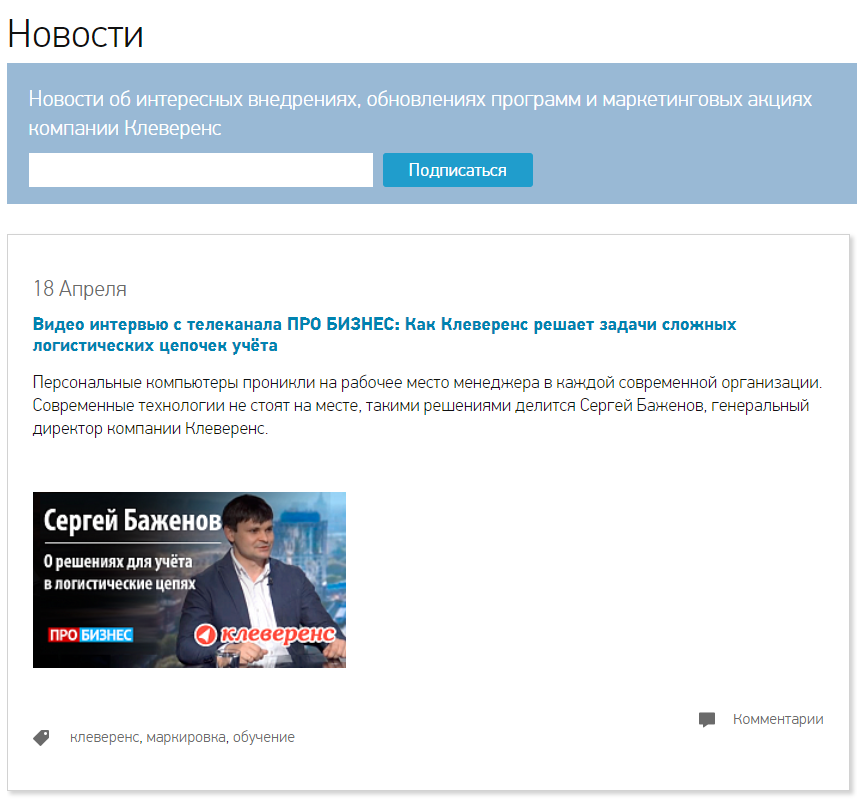 Новости
Новости об интересных внедрениях, обновлениях программ и маркетинговых акциях
компании Клеверенс
Подписаться
18 Апреля
Видео интервью с телеканала ПРО БИЗНЕС: Как Клеверенс решает задачи сложных
логистических цепочек учёта
Персональные компьютеры проникли на рабочее место менеджера в каждой современной организации.
Современные технологии не стоят на месте, такими решениями делится Сергей Баженов, генеральный
директор компании Клеверенс.
Сергей Баженов
О решениях для учёта
в логистические цепях
ПРО БИЗНЕС
клеверенс
Комментарии
клеверенс, маркировка, обучение